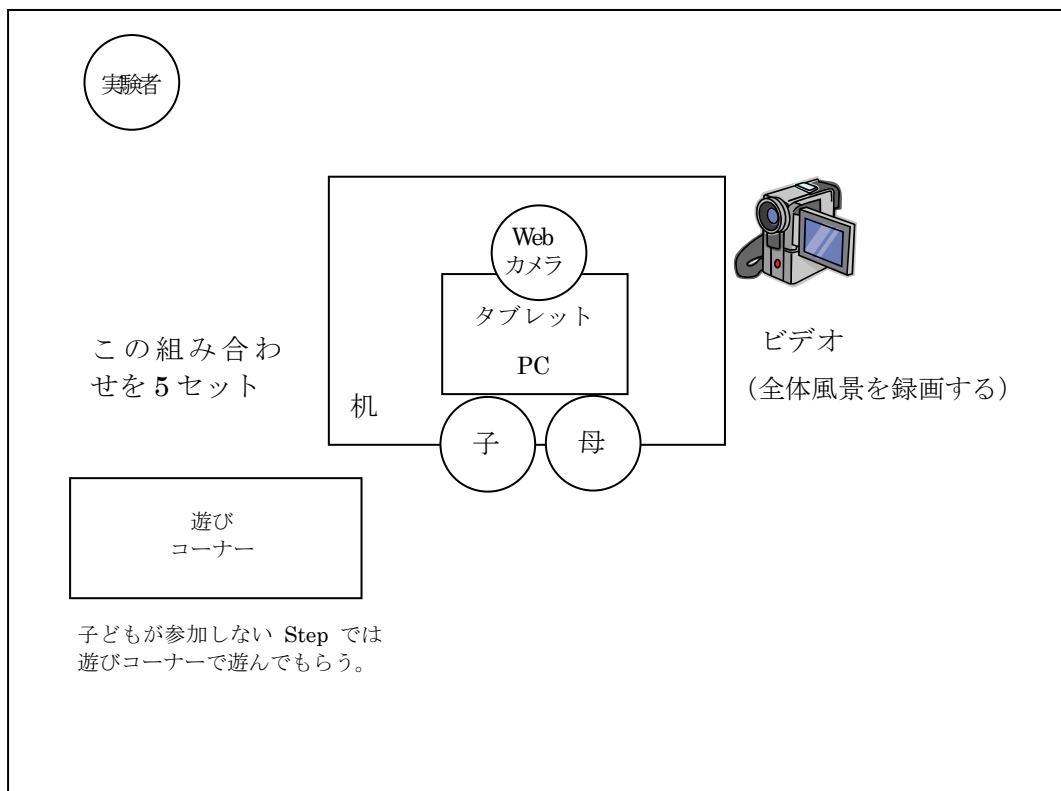 実験者
Web
カメラ
タブレット
PC
この組み合わ
せを 5 セット
机
子
母
ビデオ
（全体風景を録画する）
遊び
コーナー
子どもが参加しない Step では
遊びコーナーで遊んでもらう。